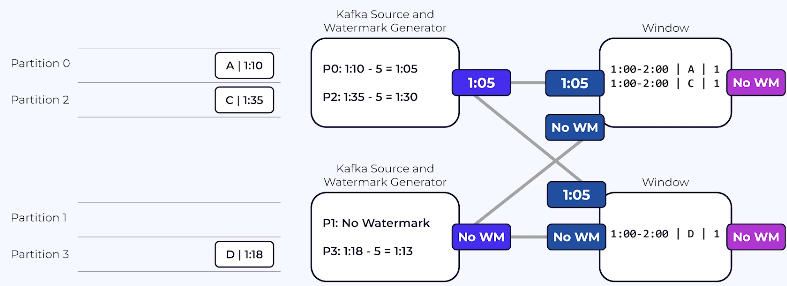 Kafka Source and
Watermark Generator
Window
Partition 0
A | 1:10
Partition 2
C | 1:35
P0: 1:10 - 5 = 1:05
P2: 1:35 - 5 = 1:30
1:05
1:05
No WM
1:00-2:00 | A | 1
1:00-2:00 | C | 1
No WM
Kafka Source and
Watermark Generator
Window
Partition 1
Partition 3
D | 1:18
P1: No Watermark
P3: 1:18 - 5 = 1:13
No WM
1:05
No WM
1:00-2:00 | D | 1
No WM